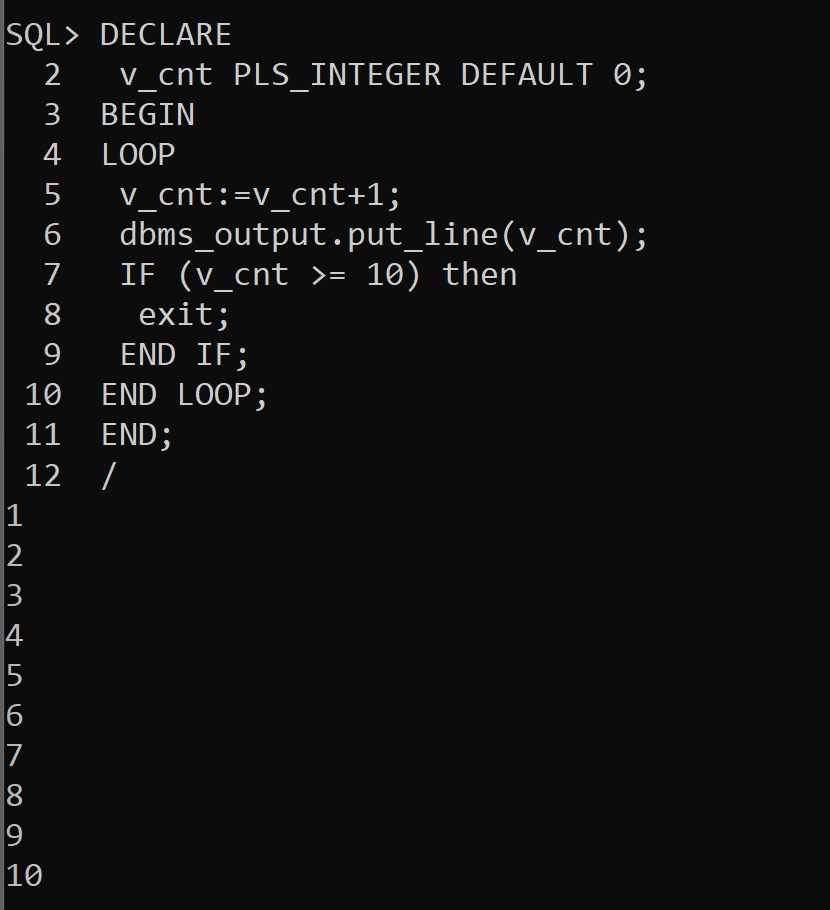 SQL> DECLARE
  2   v_cnt PLS_INTEGER DEFAULT 0;
  3  BEGIN
  4  LOOP
  5   v_cnt:=v_cnt+1;
  6   dbms_output.put_line(v_cnt);
  7   IF (v_cnt >= 10) then
  8    exit;
  9   END IF;
 10  END LOOP;
 11  END;
 12  /
1
2
3
4
5
6
7
8
9
10